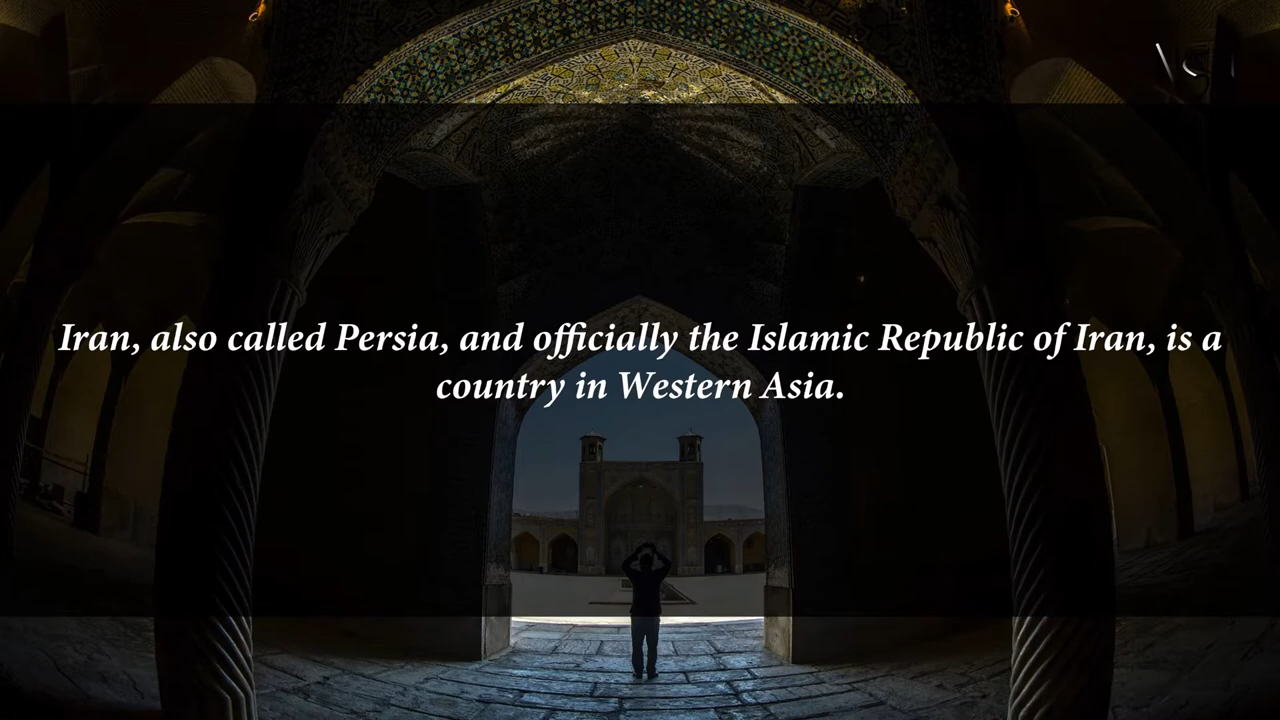 Iran, also called Persia, and officially the Islamic Republic of Iran, is a
country in Western Asia.